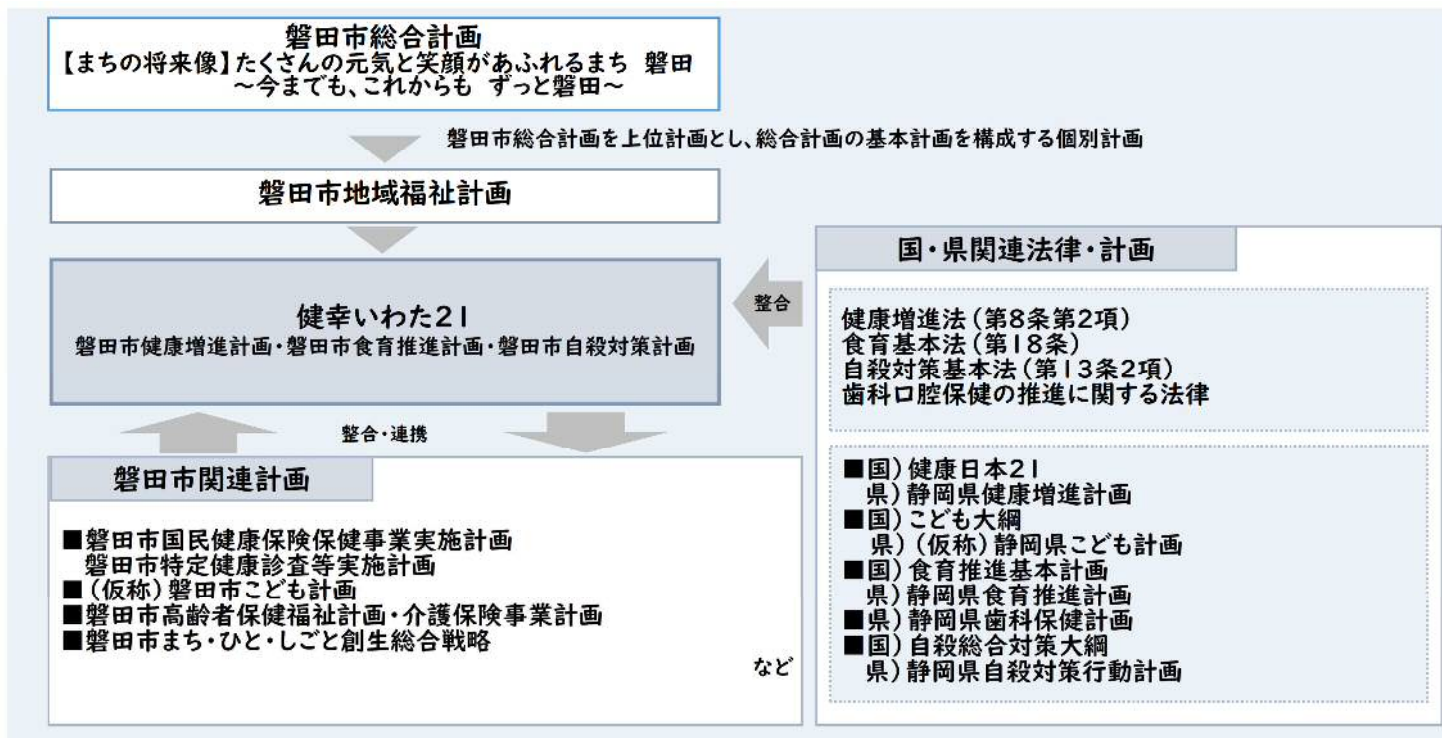 磐田市総合計画
【まちの将来像】たくさんの元気と笑顔があふれるまち 磐田
～今までも、これからも ずっと磐田～
磐田市総合計画を上位計画とし、総合計画の基本計画を構成する個別計画
磐田市地域福祉計画
健幸いわた21
磐田市健康増進計画・磐田市食育推進計画・磐田市自殺対策計画
整合
整合・連携
磐田市関連計画
■磐田市国民健康保険保健事業実施計画
磐田市特定健康診査等実施計画
■(仮称)磐田市こども計画
■磐田市高齢者保健福祉計画・介護保険事業計画
■磐田市まち・ひと・しごと創生総合戦略
など
国・県関連法律・計画
健康増進法(第8条第2項)
食育基本法(第18条)
自殺対策基本法(第13条2項)
歯科口腔保健の推進に関する法律
■国)健康日本21
県)静岡県健康増進計画
■国)こども大綱
県)(仮称)静岡県こども計画
■国)食育推進基本計画
県)静岡県食育推進計画
■県)静岡県歯科保健計画
■国)自殺総合対策大綱
県)静岡県自殺対策行動計画